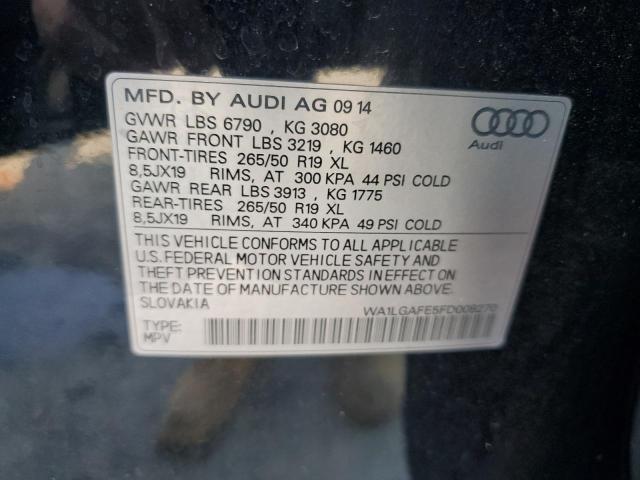 MFD. BY AUDI AG 09 14
GVWR LBS 6790 , KG 3080
GAWR FRONT LBS 3219 , KG 1460
FRONT-TIRES 265/50 R19 XL
8,5JX19 RIMS, AT 300 KPA 44 PSI COLD
GAWR REAR LBS 3913 , KG 1775
REAR-TIRES 265/50 R19 XL
8,5JX19 RIMS, AT 340 KPA 49 PSI COLD
Audi
THIS VEHICLE CONFORMS TO ALL APPLICABLE
U.S. FEDERAL MOTOR VEHICLE SAFETY AND
THEFT PREVENTION STANDARDS IN EFFECT ON
THE DATE OF MANUFACTURE SHOWN ABOVE.
SLOVAKIA
WA1LGAFE5FD008270
TYPE:
MPV